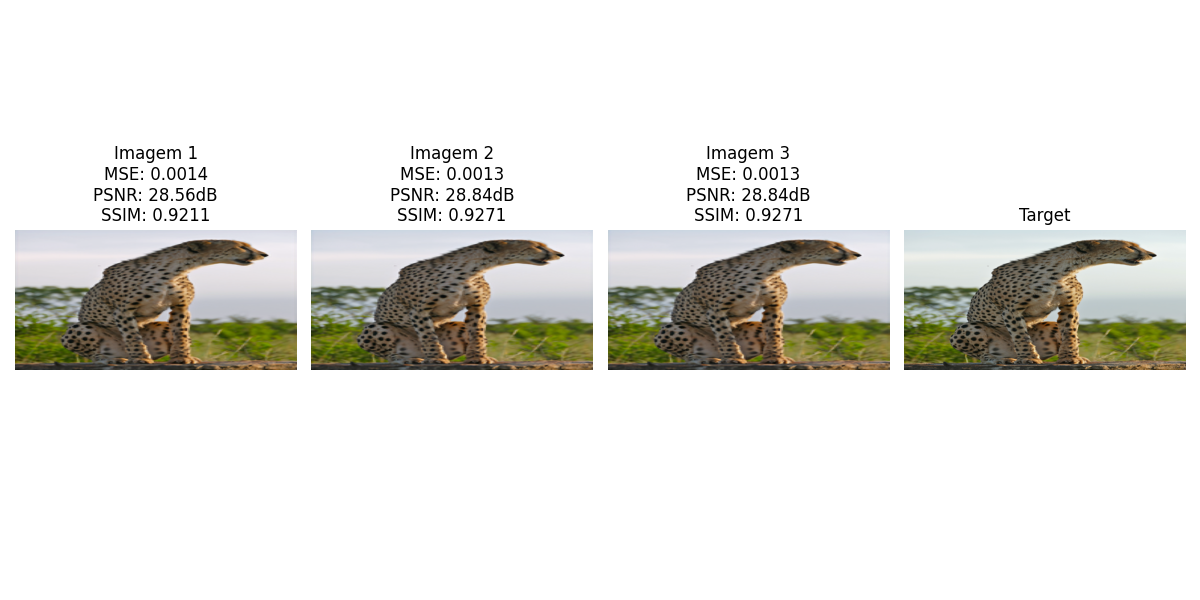 Imagem 1
MSE: 0.0014
PSNR: 28.56dB
SSIM: 0.9211
Imagem 2
MSE: 0.0013
PSNR: 28.84dB
SSIM: 0.9271
Imagem 3
MSE: 0.0013
PSNR: 28.84dB
SSIM: 0.9271
Target